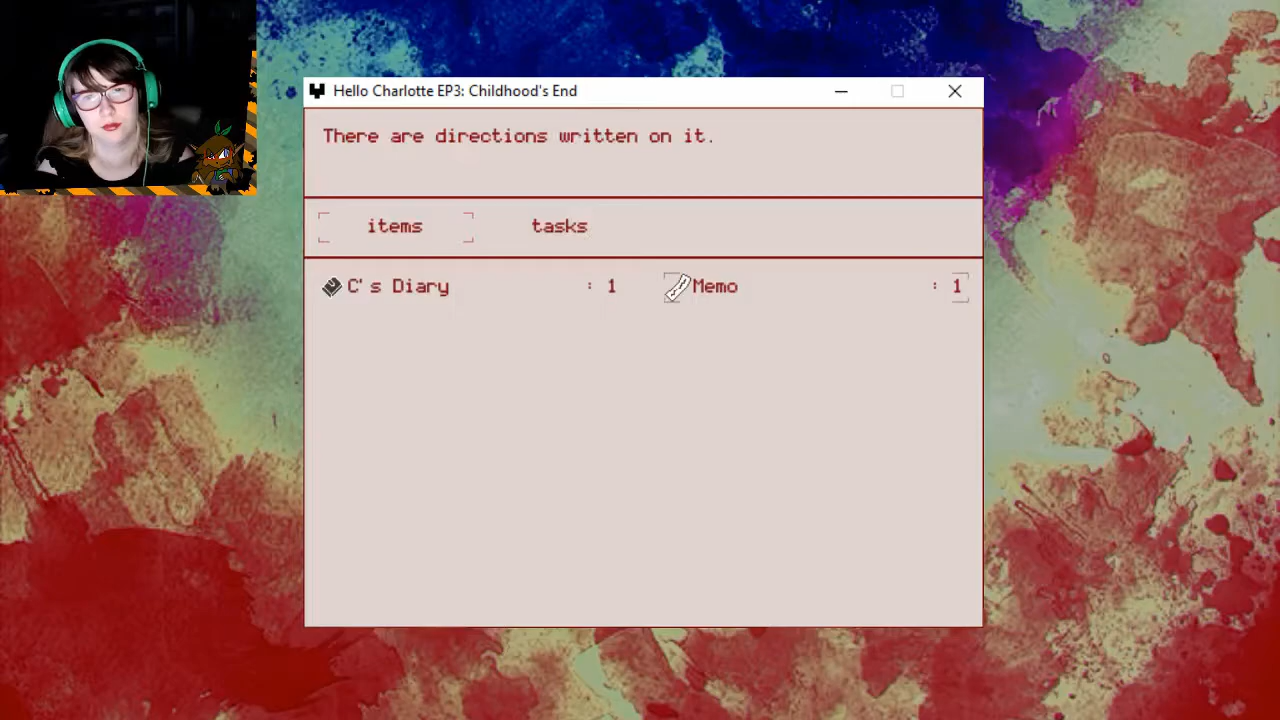 Hello Charlotte EP3: Childhood's End
There are directions written on it.
items tasks
C's Diary : 1 Memo : 1